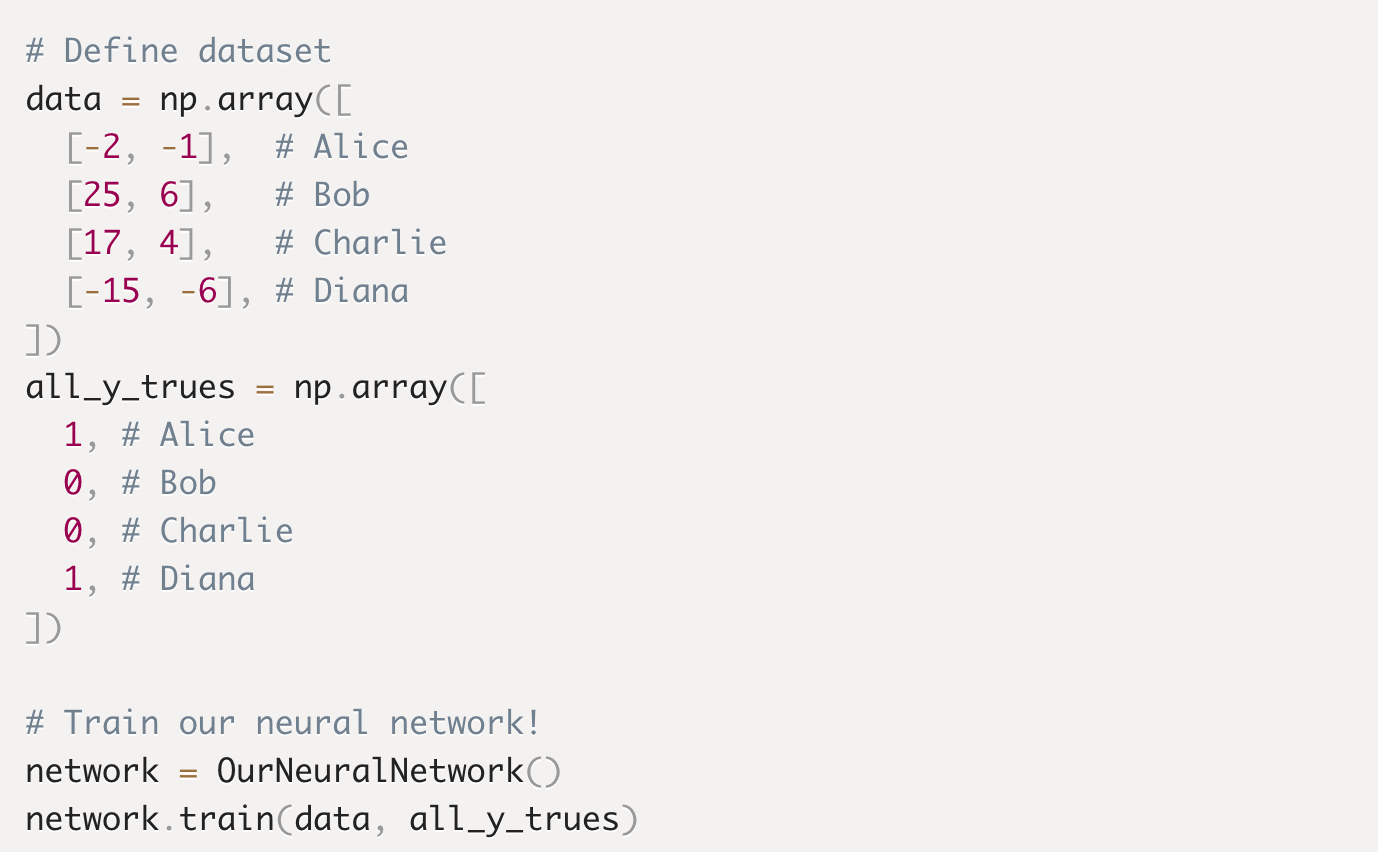 # Define dataset
data = np.array([
  [-2, -1],  # Alice
  [25, 6],   # Bob
  [17, 4],   # Charlie
  [-15, -6], # Diana
])
all_y_trues = np.array([
  1, # Alice
  0, # Bob
  0, # Charlie
  1, # Diana
])

# Train our neural network!
network = OurNeuralNetwork()
network.train(data, all_y_trues)